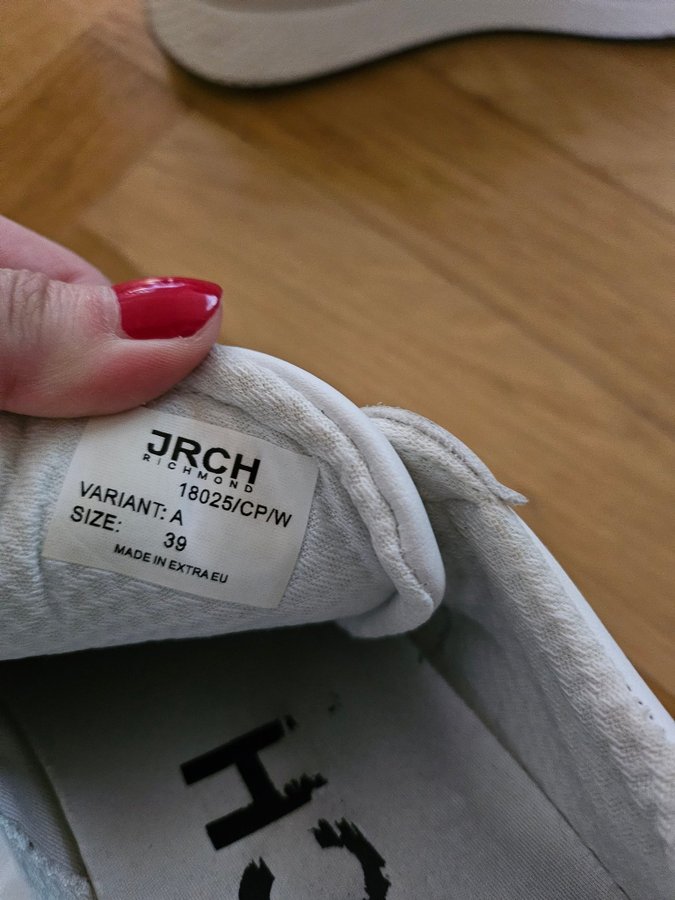 JRCH
RICHMOND
18025/CP/W
VARIANT: A
SIZE: 39
MADE IN EXTRA EU
H